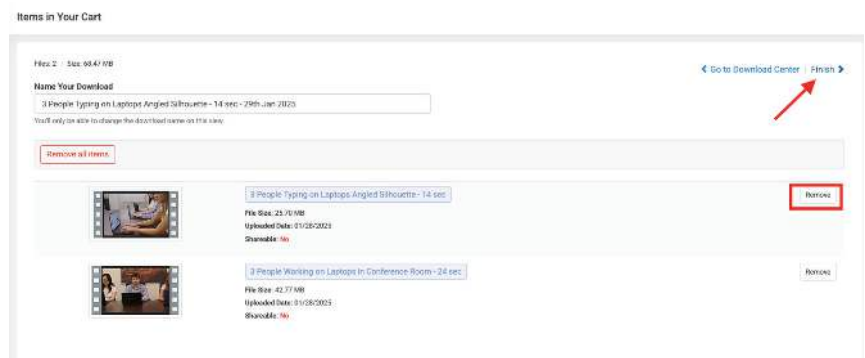 Items in Your Cart
Files: 2 | Size: 68.47 MB
Go to Download Center | Finish
Name Your Download
3 People Typing on Laptops Angled Silhouette - 14 sec - 29th Jan 2025
You'll only be able to change the download name on this view
Remove all items
3 People Typing on Laptops Angled Silhouette - 14 sec
Remove
File Size: 25.70 MB
Uploaded Date: 01/28/2025
Shareable: No
3 People Working on Laptops in Conference Room - 24 sec
Remove
File Size: 42.77 MB
Uploaded Date: 01/28/2025
Shareable: No